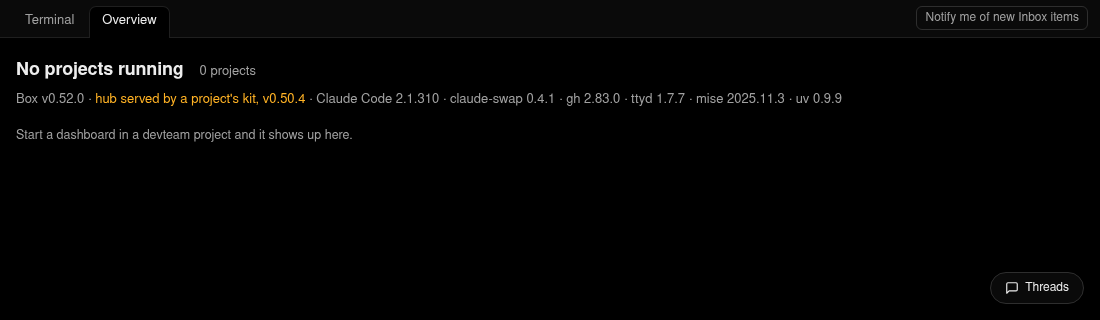 Terminal Overview Notify me of new Inbox items
No projects running 0 projects
Box v0.52.0 · hub served by a project's kit, v0.50.4 · Claude Code 2.1.310 · claude-swap 0.4.1 · gh 2.83.0 · ttyd 1.7.7 · mise 2025.11.3 · uv 0.9.9
Start a dashboard in a devteam project and it shows up here.
Threads